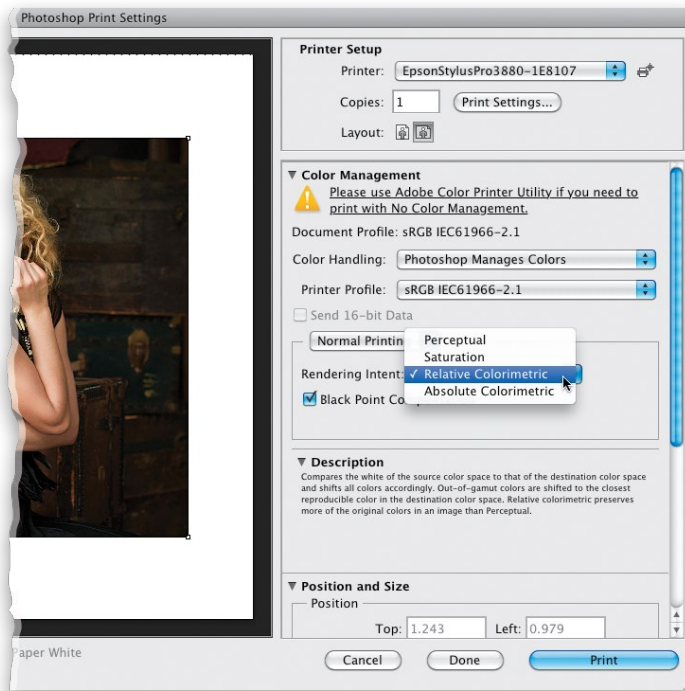 Photoshop Print Settings
Printer Setup
Printer: EpsonStylusPro3880-1E8107
Copies: 1 Print Settings...
Layout:
Color Management
Please use Adobe Color Printer Utility if you need to
print with No Color Management.
Document Profile: sRGB IEC61966-2.1
Color Handling: Photoshop Manages Colors
Printer Profile: sRGB IEC61966-2.1
Send 16-bit Data
Normal Printin
Perceptual
Saturation
Rendering Intent: ✓ Relative Colorimetric
Absolute Colorimetric
Black Point Co
Description
Compares the white of the source color space to that of the destination color space
and shifts all colors accordingly. Out-of-gamut colors are shifted to the closest
reproducible color in the destination color space. Relative colorimetric preserves
more of the original colors in an image than Perceptual.
Position and Size
Position
Top: 1.243 Left: 0.979
Paper White
Cancel Done Print